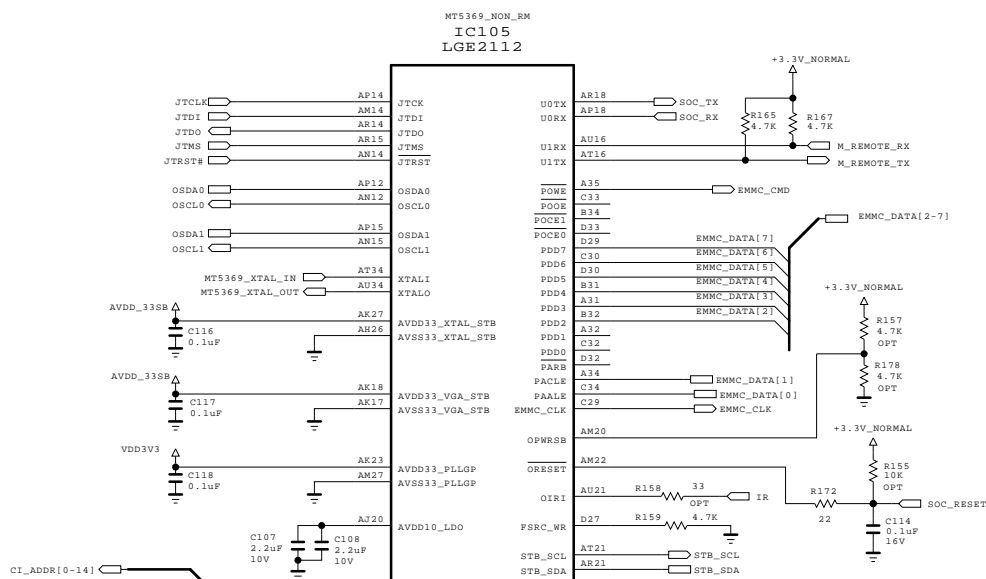 MT5369_NON_RM
IC105
LGE2112
JTCLK AP14 JTCK
JTDI AM14 JTDI
JTDO AR14 JTDO
JTMS AR15 JTMS
JTRST# AN14 JTRST
OSDA0 AP12 OSDA0
OSCL0 AN12 OSCL0
OSDA1 AP15 OSDA1
OSCL1 AN15 OSCL1
MT5369_XTAL_IN AT34 XTALI
MT5369_XTAL_OUT AU34 XTALO
AVDD_33SB
AK27 AVDD33_XTAL_STB
C116
0.1uF
AH26 AVSS33_XTAL_STB
AVDD_33SB
AK18 AVDD33_VGA_STB
C117
0.1uF
AK17 AVSS33_VGA_STB
VDD3V3
AK23 AVDD33_PLLGP
C118
0.1uF
AM27 AVSS33_PLLGP
AJ20 AVDD10_LDO
C107
2.2uF
10V
C108
2.2uF
10V
CI_ADDR[0-14]
U0TX AR18 SOC_TX
U0RX AP18 SOC_RX
+3.3V_NORMAL
R165
4.7K
R167
4.7K
U1RX AU16 M_REMOTE_RX
U1TX AT16 M_REMOTE_TX
POWE A35 EMMC_CMD
POOE C33
POCE1 B34
POCE0 D33
EMMC_DATA[2-7]
PDD7 D29 EMMC_DATA[7]
PDD6 C30 EMMC_DATA[6]
PDD5 D30 EMMC_DATA[5]
PDD4 B31 EMMC_DATA[4]
PDD3 A31 EMMC_DATA[3]
PDD2 B32 EMMC_DATA[2]
PDD1 A32
PDD0 C32
PARB D32
PACLE A34 EMMC_DATA[1]
PAALE C34 EMMC_DATA[0]
EMMC_CLK C29 EMMC_CLK
+3.3V_NORMAL
R157
4.7K
OPT
R178
4.7K
OPT
OPWRSB AM20
ORESET AM22
+3.3V_NORMAL
R155
10K
OPT
R172
22
SOC_RESET
C114
0.1uF
16V
OIRI AU21 R158 33 OPT IR
FSRC_WR D27 R159 4.7K
STB_SCL AT21 STB_SCL
STB_SDA AR21 STB_SDA